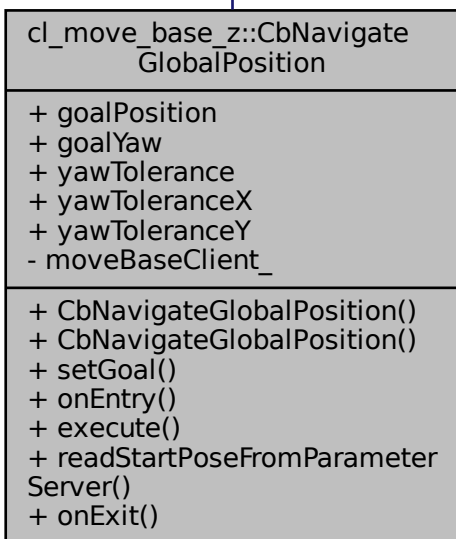 cl_move_base_z::CbNavigate
GlobalPosition
+ goalPosition
+ goalYaw
+ yawTolerance
+ yawToleranceX
+ yawToleranceY
- moveBaseClient_
+ CbNavigateGlobalPosition()
+ CbNavigateGlobalPosition()
+ setGoal()
+ onEntry()
+ execute()
+ readStartPoseFromParameter
Server()
+ onExit()